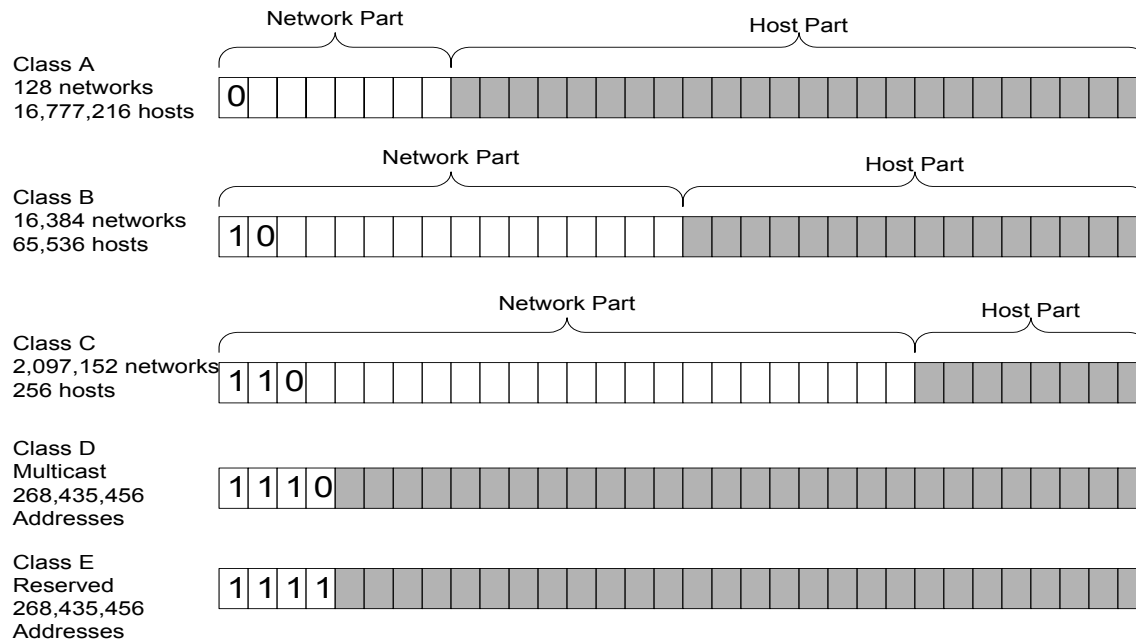 Network Part
Host Part
Class A
128 networks
16,777,216 hosts
0
Network Part
Host Part
Class B
16,384 networks
65,536 hosts
1 0
Network Part
Host Part
Class C
2,097,152 networks
256 hosts
1 1 0
Class D
Multicast
268,435,456
Addresses
1 1 1 0
Class E
Reserved
268,435,456
Addresses
1 1 1 1